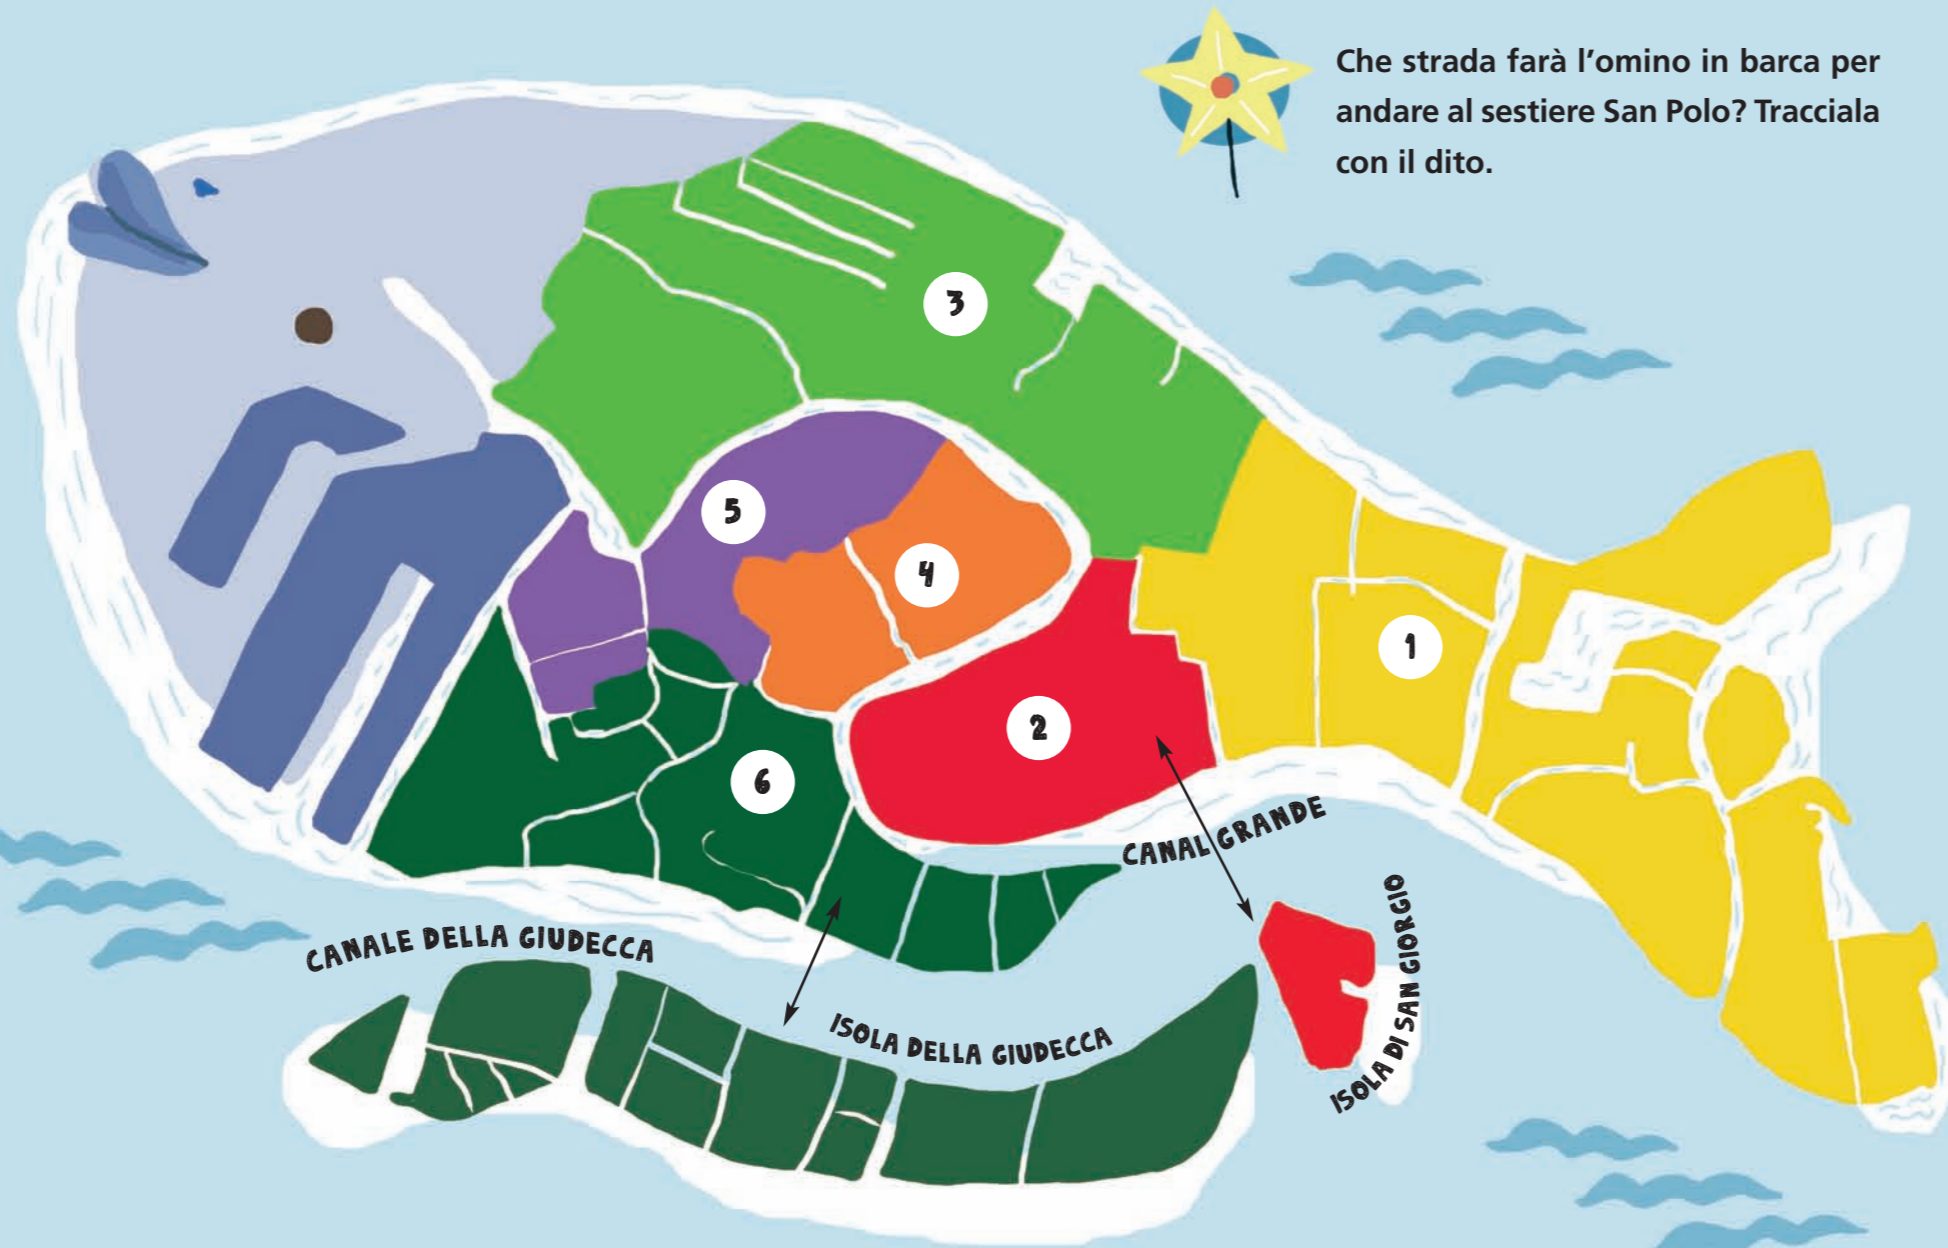 Che strada farà l'omino in barca per
andare al sestiere San Polo? Tracciala
con il dito.
3
5
4
1
2
6
CANAL GRANDE
CANALE DELLA GIUDECCA
ISOLA DELLA GIUDECCA
ISOLA DI SAN GIORGIO